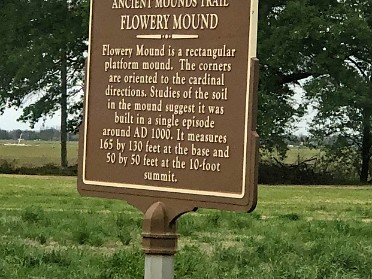 ANCIENT MOUNDS TRAIL
FLOWERY MOUND
Flowery Mound is a rectangular
platform mound. The corners
are oriented to the cardinal
directions. Studies of the soil
in the mound suggest it was
built in a single episode
around AD 1000. It measures
165 by 130 feet at the base and
50 by 50 feet at the 10-foot
summit.